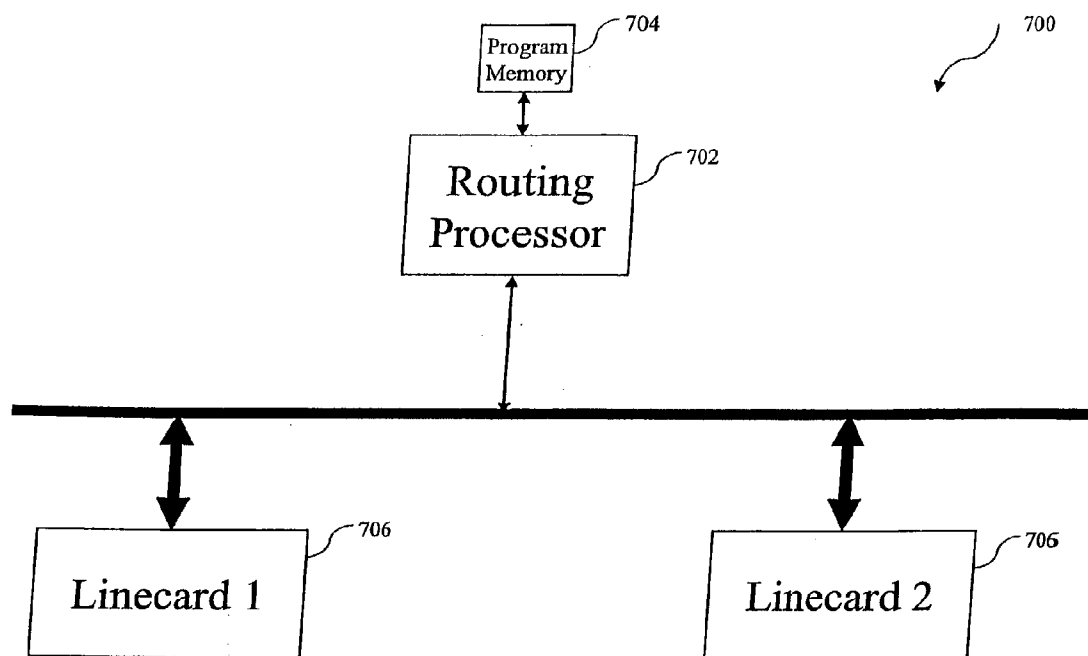 704
700
Program
Memory
702
Routing
Processor
706
706
Linecard 1
Linecard 2